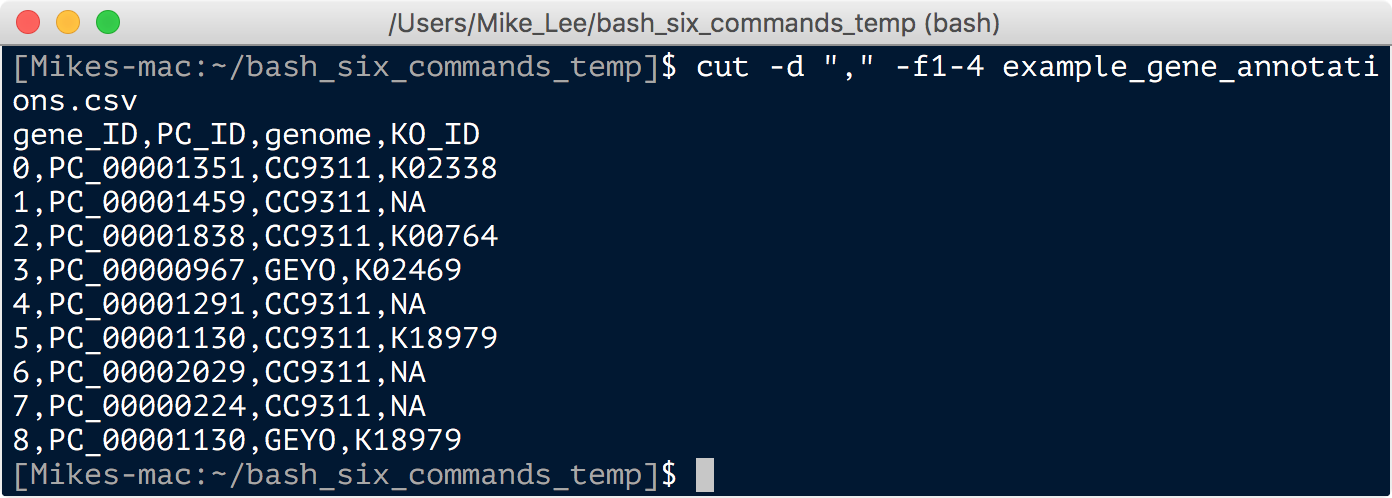 /Users/Mike_Lee/bash_six_commands_temp (bash)
[Mikes-mac:~/bash_six_commands_temp]$ cut -d "," -f1-4 example_gene_annotati
ons.csv
gene_ID,PC_ID,genome,KO_ID
0,PC_00001351,CC9311,K02338
1,PC_00001459,CC9311,NA
2,PC_00001838,CC9311,K00764
3,PC_00000967,GEYO,K02469
4,PC_00001291,CC9311,NA
5,PC_00001130,CC9311,K18979
6,PC_00002029,CC9311,NA
7,PC_00000224,CC9311,NA
8,PC_00001130,GEYO,K18979
[Mikes-mac:~/bash_six_commands_temp]$